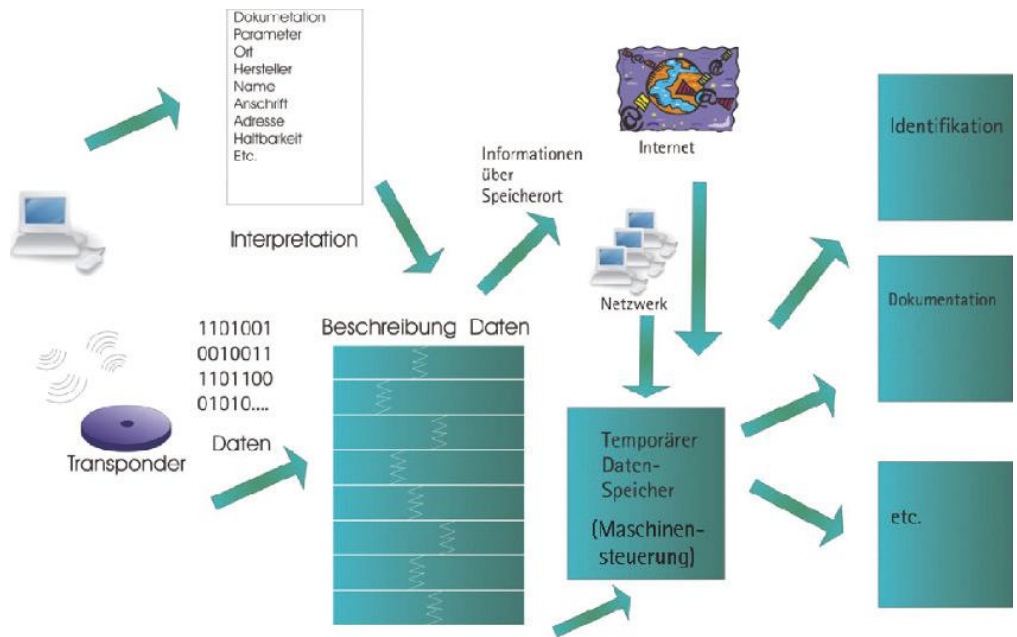 Dokumetation
Parameter
Ort
Hersteller
Name
Anschrift
Adresse
Haltbarkeit
Etc.
Interpretation
Informationen
über
Speicherort
Internet
Netzwerk
Identifikation
Dokumentation
etc.
1101001
0010011
1101100
01010....
Daten
Transponder
Beschreibung Daten
Temporärer
Daten-
Speicher
(Maschinen-
steuerung)